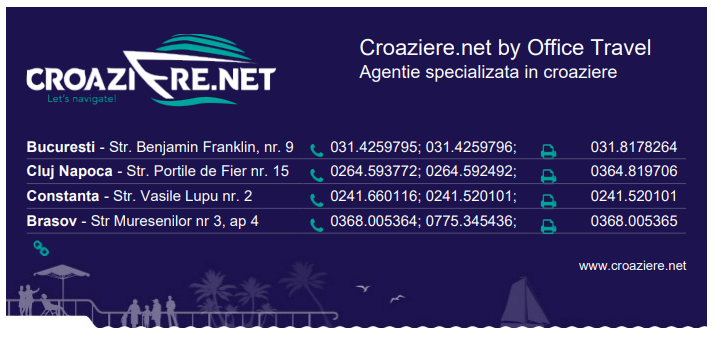 CROAZIERE.NET
Let's navigate!
Croaziere.net by Office Travel
Agentie specializata in croaziere
Bucuresti - Str. Benjamin Franklin, nr. 9 031.4259795; 031.4259796; 031.8178264
Cluj Napoca - Str. Portile de Fier nr. 15 0264.593772; 0264.592492; 0364.819706
Constanta - Str. Vasile Lupu nr. 2 0241.660116; 0241.520101; 0241.520101
Brasov - Str Muresenilor nr 3, ap 4 0368.005364; 0775.345436; 0368.005365
www.croaziere.net